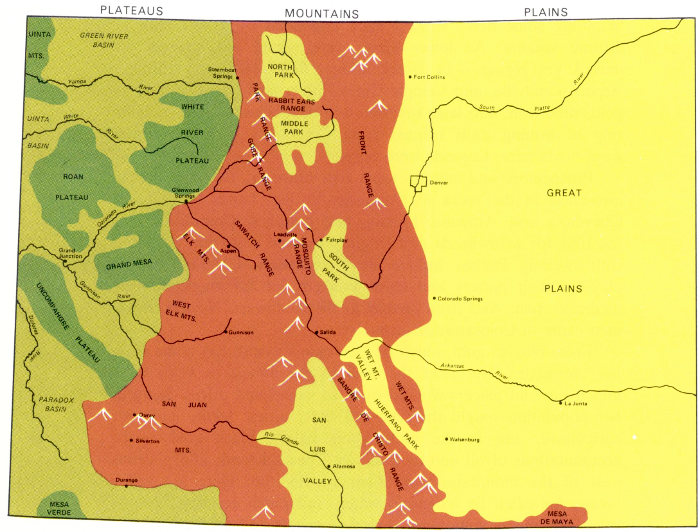 PLATEAUS
MOUNTAINS
PLAINS
UINTA
MTS.
GREEN RIVER
BASIN
Steamboat
Springs
NORTH
PARK
Fort Collins
Yampa River
PARK
RANGE
RABBIT EARS
RANGE
South Platte River
WHITE
RIVER
PLATEAU
UINTA
BASIN
White River
MIDDLE
PARK
FRONT
RANGE
GORE RANGE
ROAN
PLATEAU
Glenwood
Springs
Denver
GREAT
PLAINS
Colorado River
SAWATCH
RANGE
Leadville
MOSQUITO
RANGE
Fairplay
ELK MTS.
Aspen
Grand
Junction
GRAND MESA
SOUTH
PARK
Gunnison River
UNCOMPAHGRE
PLATEAU
Colorado Springs
WEST
ELK MTS.
Dolores River
Gunnison
Salida
WET MT.
VALLEY
Arkansas River
PARADOX
BASIN
SAN JUAN
MTS.
SANGRE DE CRISTO RANGE
WET MTS.
HUERFANO PARK
La Junta
Ouray
Silverton
Rio Grande
SAN
LUIS
VALLEY
Walsenburg
Alamosa
Durango
MESA
VERDE
MESA
DE MAYA